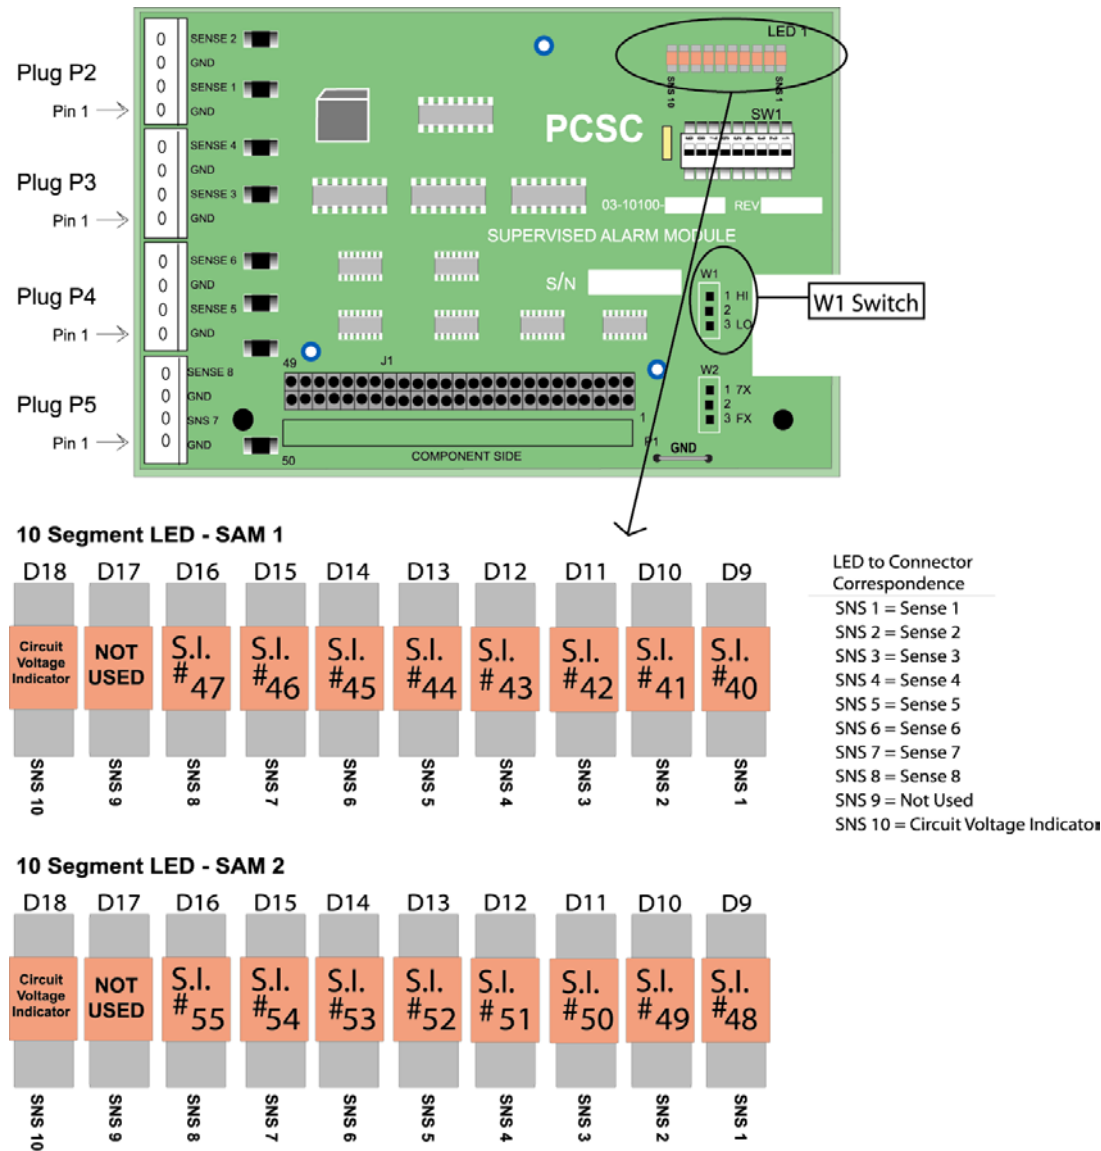 Plug P2
Pin 1
SENSE 2
GND
SENSE 1
GND
Plug P3
Pin 1
SENSE 4
GND
SENSE 3
GND
Plug P4
Pin 1
SENSE 6
GND
SENSE 5
GND
Plug P5
Pin 1
SENSE 8
GND
SNS 7
GND
LED 1
SNS 10
SNS 1
SW1
PCSC
03-10100-
REV
SUPERVISED ALARM MODULE
S/N
W1
1 HI
2
3 LO
W1 Switch
W2
1 7X
2
3 FX
49
J1
1
50
COMPONENT SIDE
P1
GND
10 Segment LED - SAM 1
D18 D17 D16 D15 D14 D13 D12 D11 D10 D9
Circuit Voltage Indicator
NOT USED
S.I. #47
S.I. #46
S.I. #45
S.I. #44
S.I. #43
S.I. #42
S.I. #41
S.I. #40
SNS 10 SNS 9 SNS 8 SNS 7 SNS 6 SNS 5 SNS 4 SNS 3 SNS 2 SNS 1
LED to Connector
Correspondence
SNS 1 = Sense 1
SNS 2 = Sense 2
SNS 3 = Sense 3
SNS 4 = Sense 4
SNS 5 = Sense 5
SNS 6 = Sense 6
SNS 7 = Sense 7
SNS 8 = Sense 8
SNS 9 = Not Used
SNS 10 = Circuit Voltage Indicator
10 Segment LED - SAM 2
D18 D17 D16 D15 D14 D13 D12 D11 D10 D9
Circuit Voltage Indicator
NOT USED
S.I. #55
S.I. #54
S.I. #53
S.I. #52
S.I. #51
S.I. #50
S.I. #49
S.I. #48
SNS 10 SNS 9 SNS 8 SNS 7 SNS 6 SNS 5 SNS 4 SNS 3 SNS 2 SNS 1